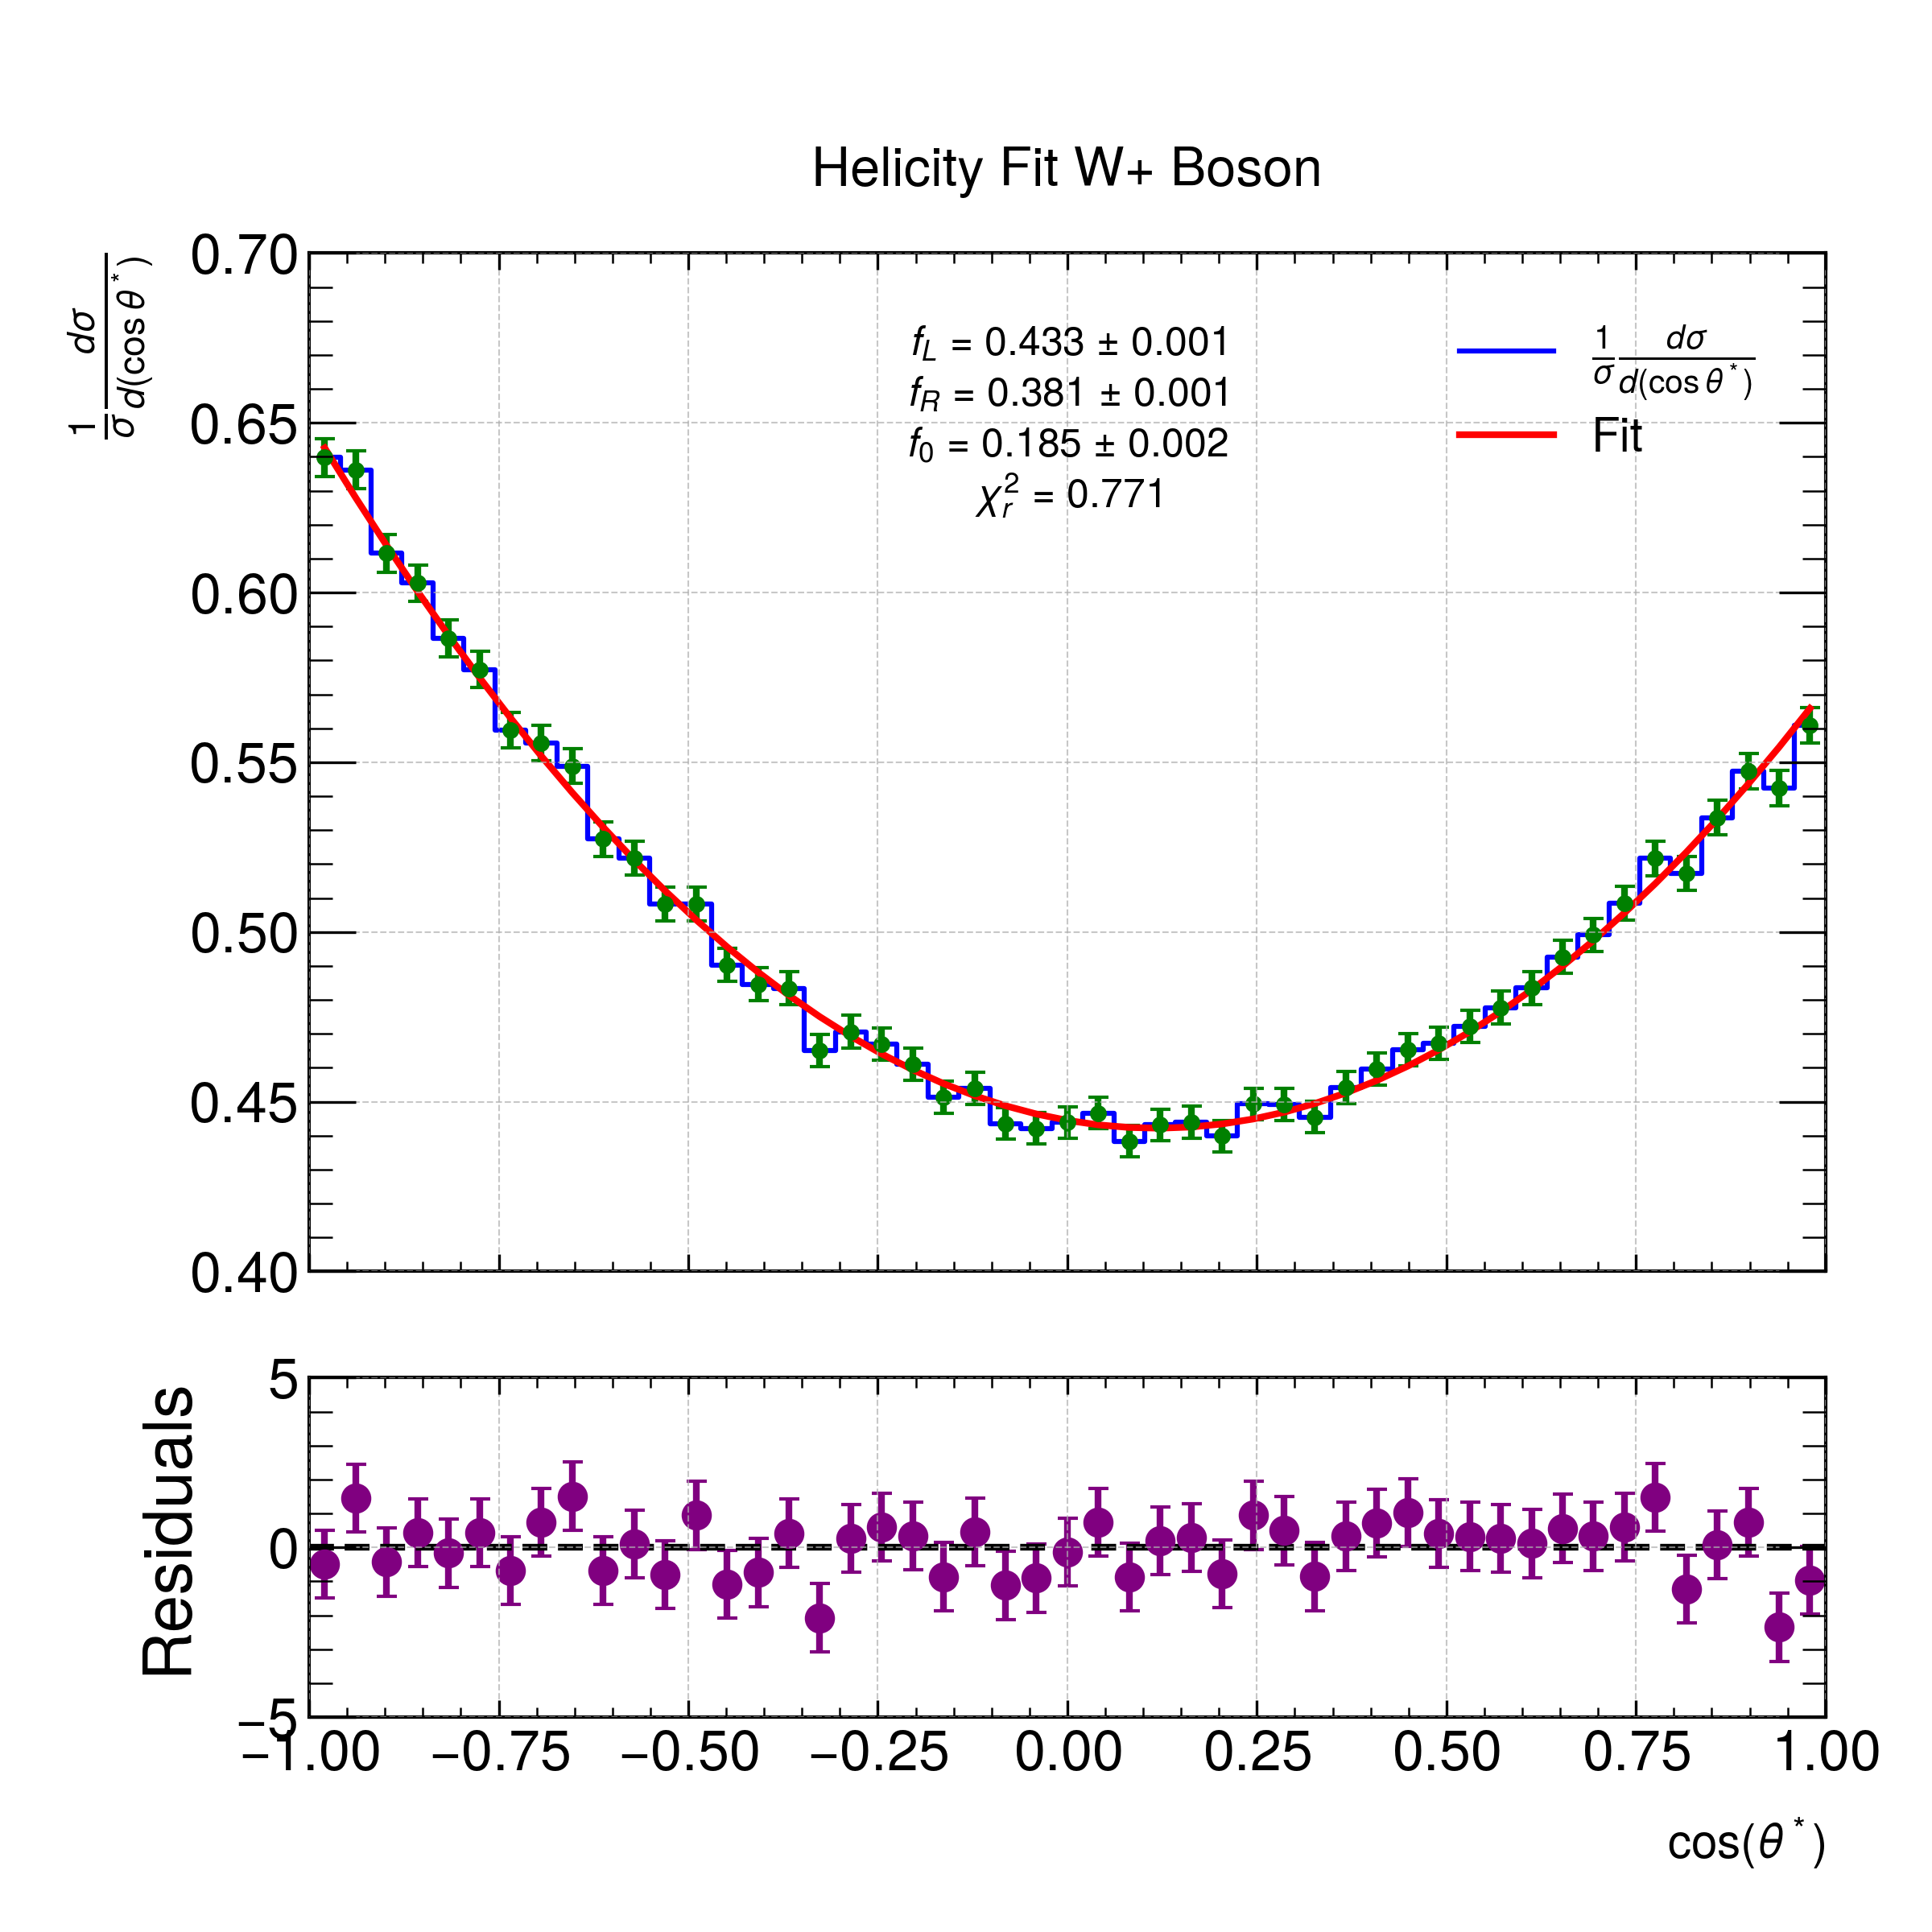 Helicity Fit W+ Boson
1/σ dσ/d(cos θ*)
0.70
0.65
0.60
0.55
0.50
0.45
0.40
f_L = 0.433 ± 0.001
f_R = 0.381 ± 0.001
f_0 = 0.185 ± 0.002
χ_r^2 = 0.771
1/σ dσ/d(cos θ*)
Fit
Residuals
5
0
−5
−1.00 −0.75 −0.50 −0.25 0.00 0.25 0.50 0.75 1.00
cos(θ*)